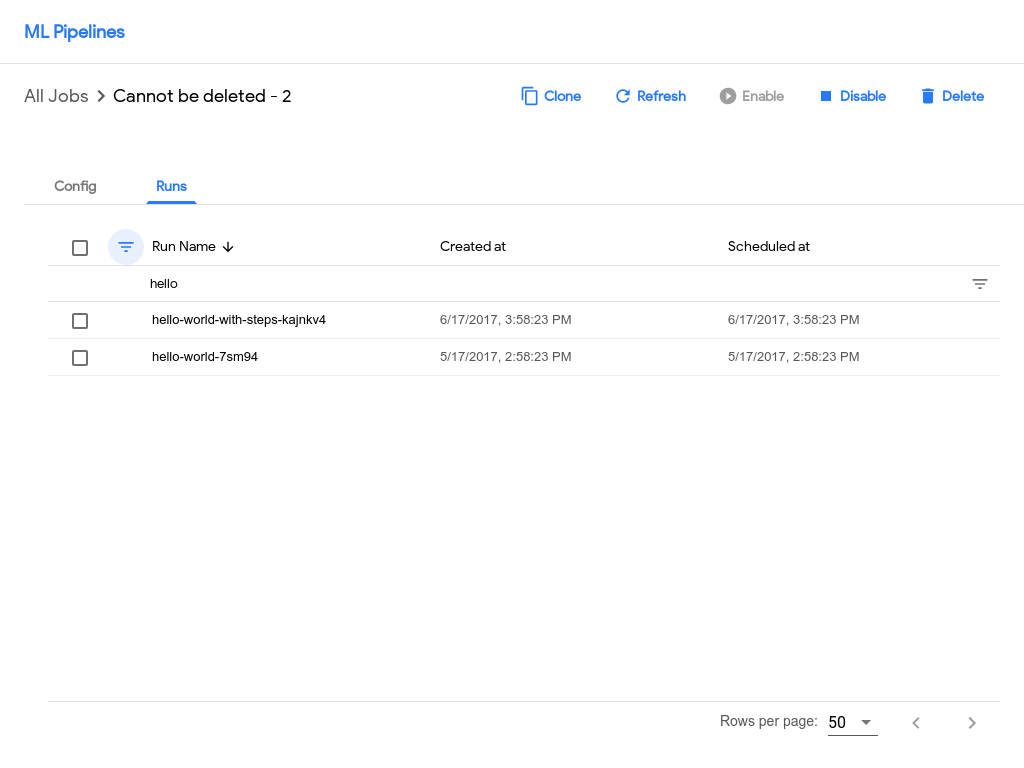 ML Pipelines
All Jobs Cannot be deleted - 2 Clone Refresh Enable Disable Delete
Config Runs
Run Name Created at Scheduled at
hello
hello-world-with-steps-kajnkv4 6/17/2017, 3:58:23 PM 6/17/2017, 3:58:23 PM
hello-world-7sm94 5/17/2017, 2:58:23 PM 5/17/2017, 2:58:23 PM
Rows per page: 50